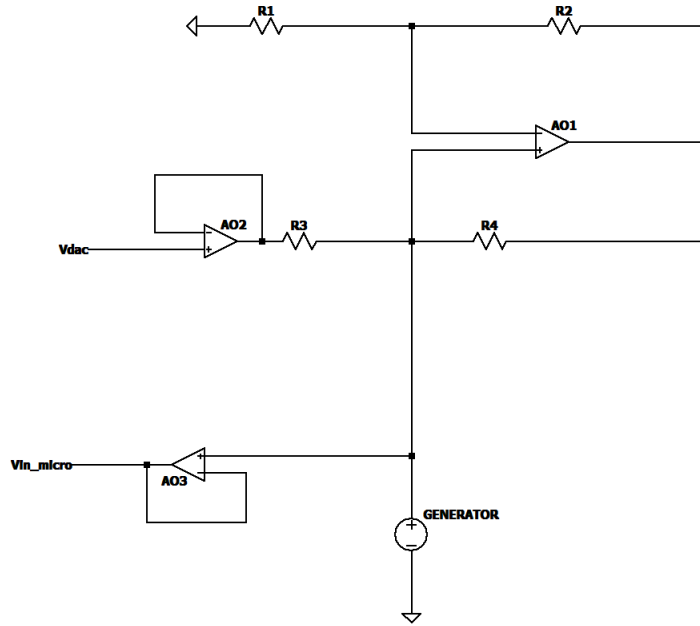 R1
R2
AO1
AO2
R3
R4
Vdac
Vin_micro
AO3
GENERATOR